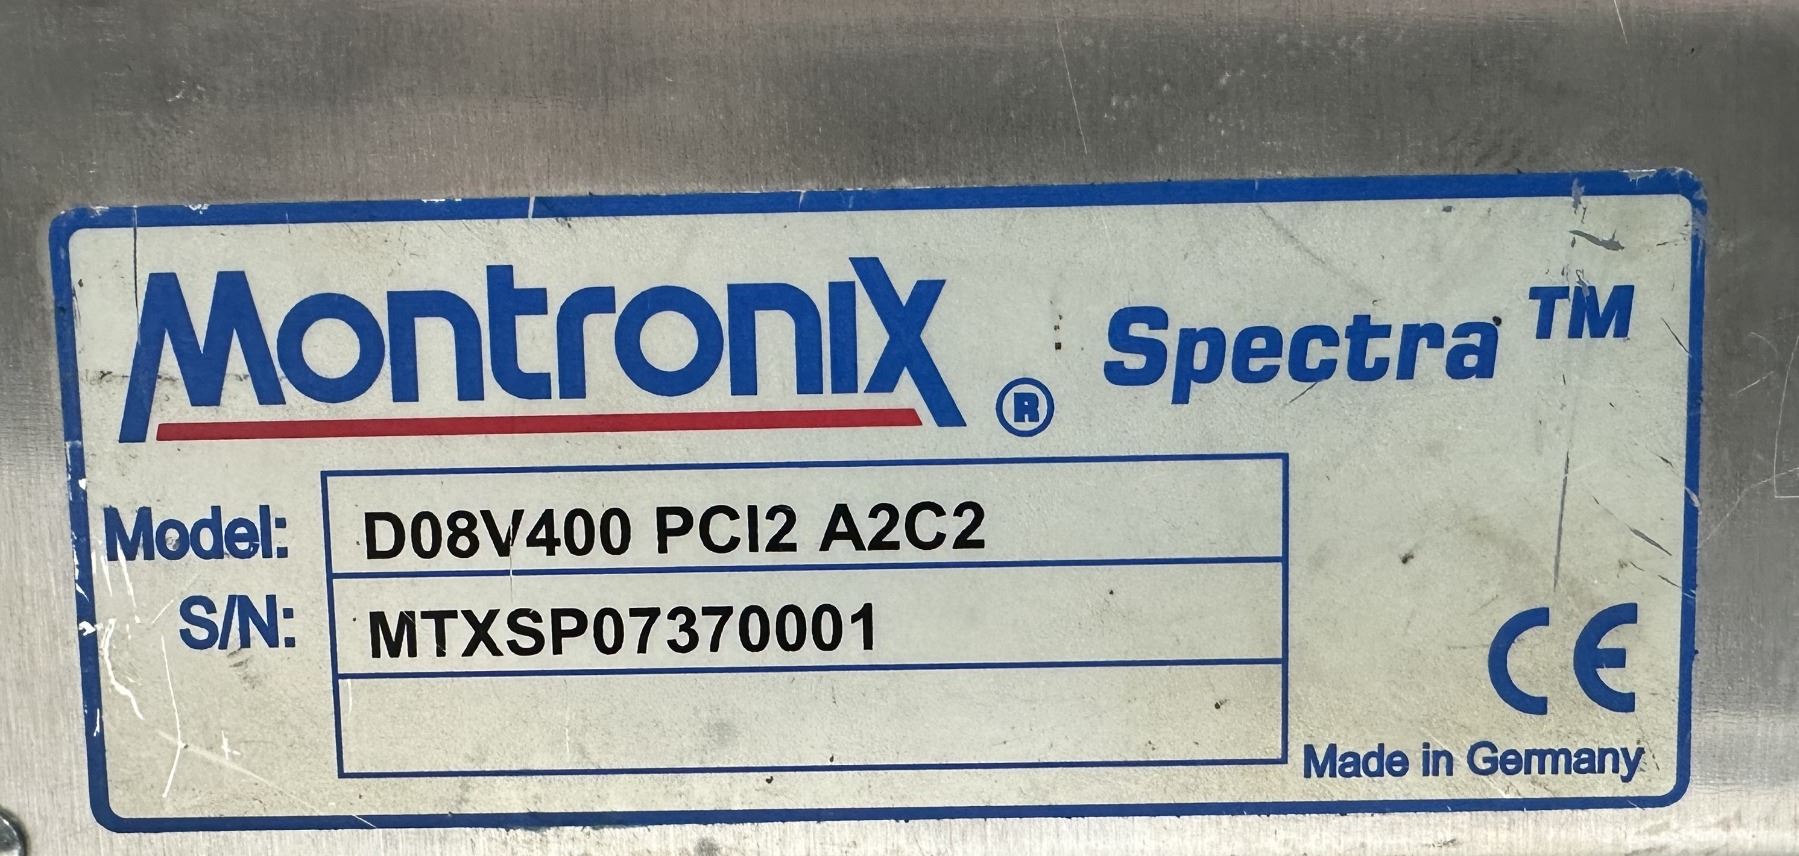 Montronix ® Spectra™
Model: D08V400 PCI2 A2C2
S/N: MTXSP07370001
CE
Made in Germany